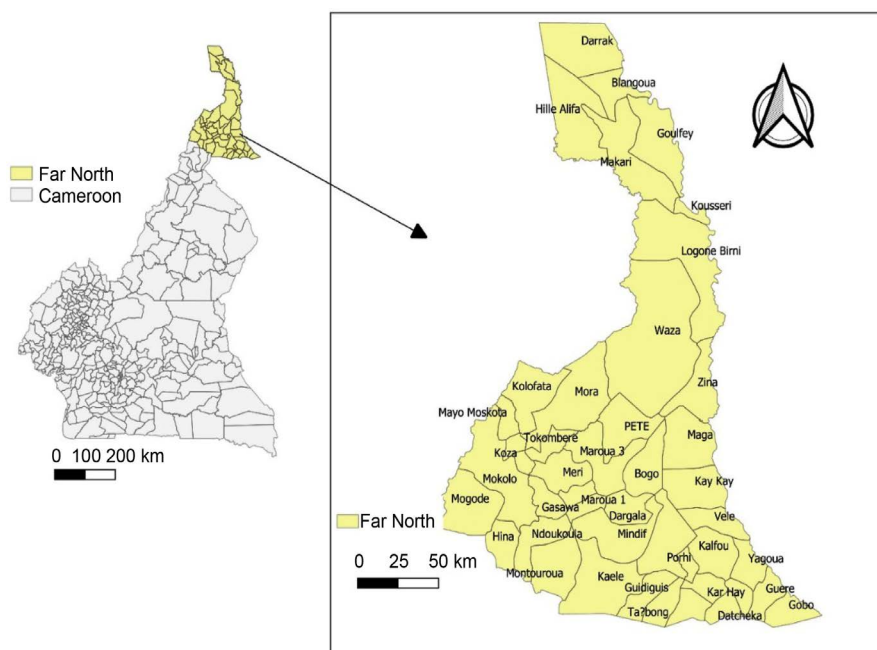 Far North
Cameroon
0 100 200 km
Darrak
Blangoua
Hille Alifa
Goulfey
Makari
Kousseri
Logone Birni
Waza
Zina
Kolofata
Mora
Mayo Moskota
PETE
Maga
Tokombere
Maroua 3
Koza
Meri
Bogo
Mokolo
Kay Kay
Mogode
Gasawa
Maroua 1
Dargala
Vele
Far North
Hina
Ndoukoula
Mindif
Kalfou
Porhi
Yagoua
0 25 50 km
Montouroua
Kaele
Guidiguis
Kar Hay
Guere
Gobo
Ta?bong
Datcheka